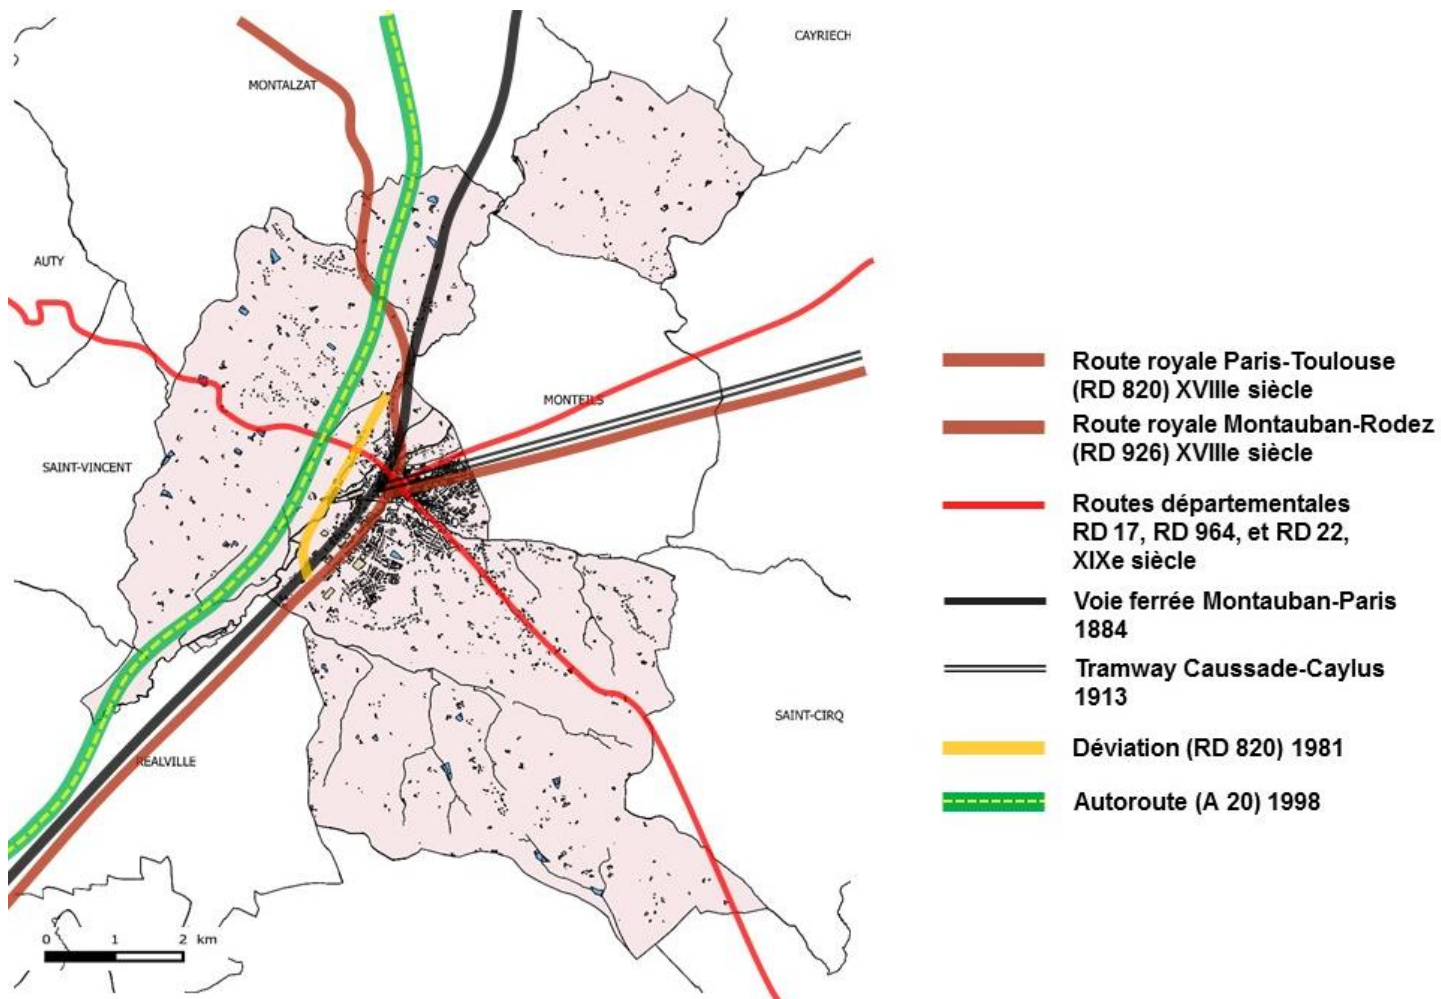 CAYRIECH
MONTALZAT
AUTY
MONTEILS
SAINT-VINCENT
SAINT-CIRQ
REALVILLE
0 1 2 km
Route royale Paris-Toulouse
(RD 820) XVIIIe siècle
Route royale Montauban-Rodez
(RD 926) XVIIIe siècle
Routes départementales
RD 17, RD 964, et RD 22,
XIXe siècle
Voie ferrée Montauban-Paris
1884
Tramway Caussade-Caylus
1913
Déviation (RD 820) 1981
Autoroute (A 20) 1998